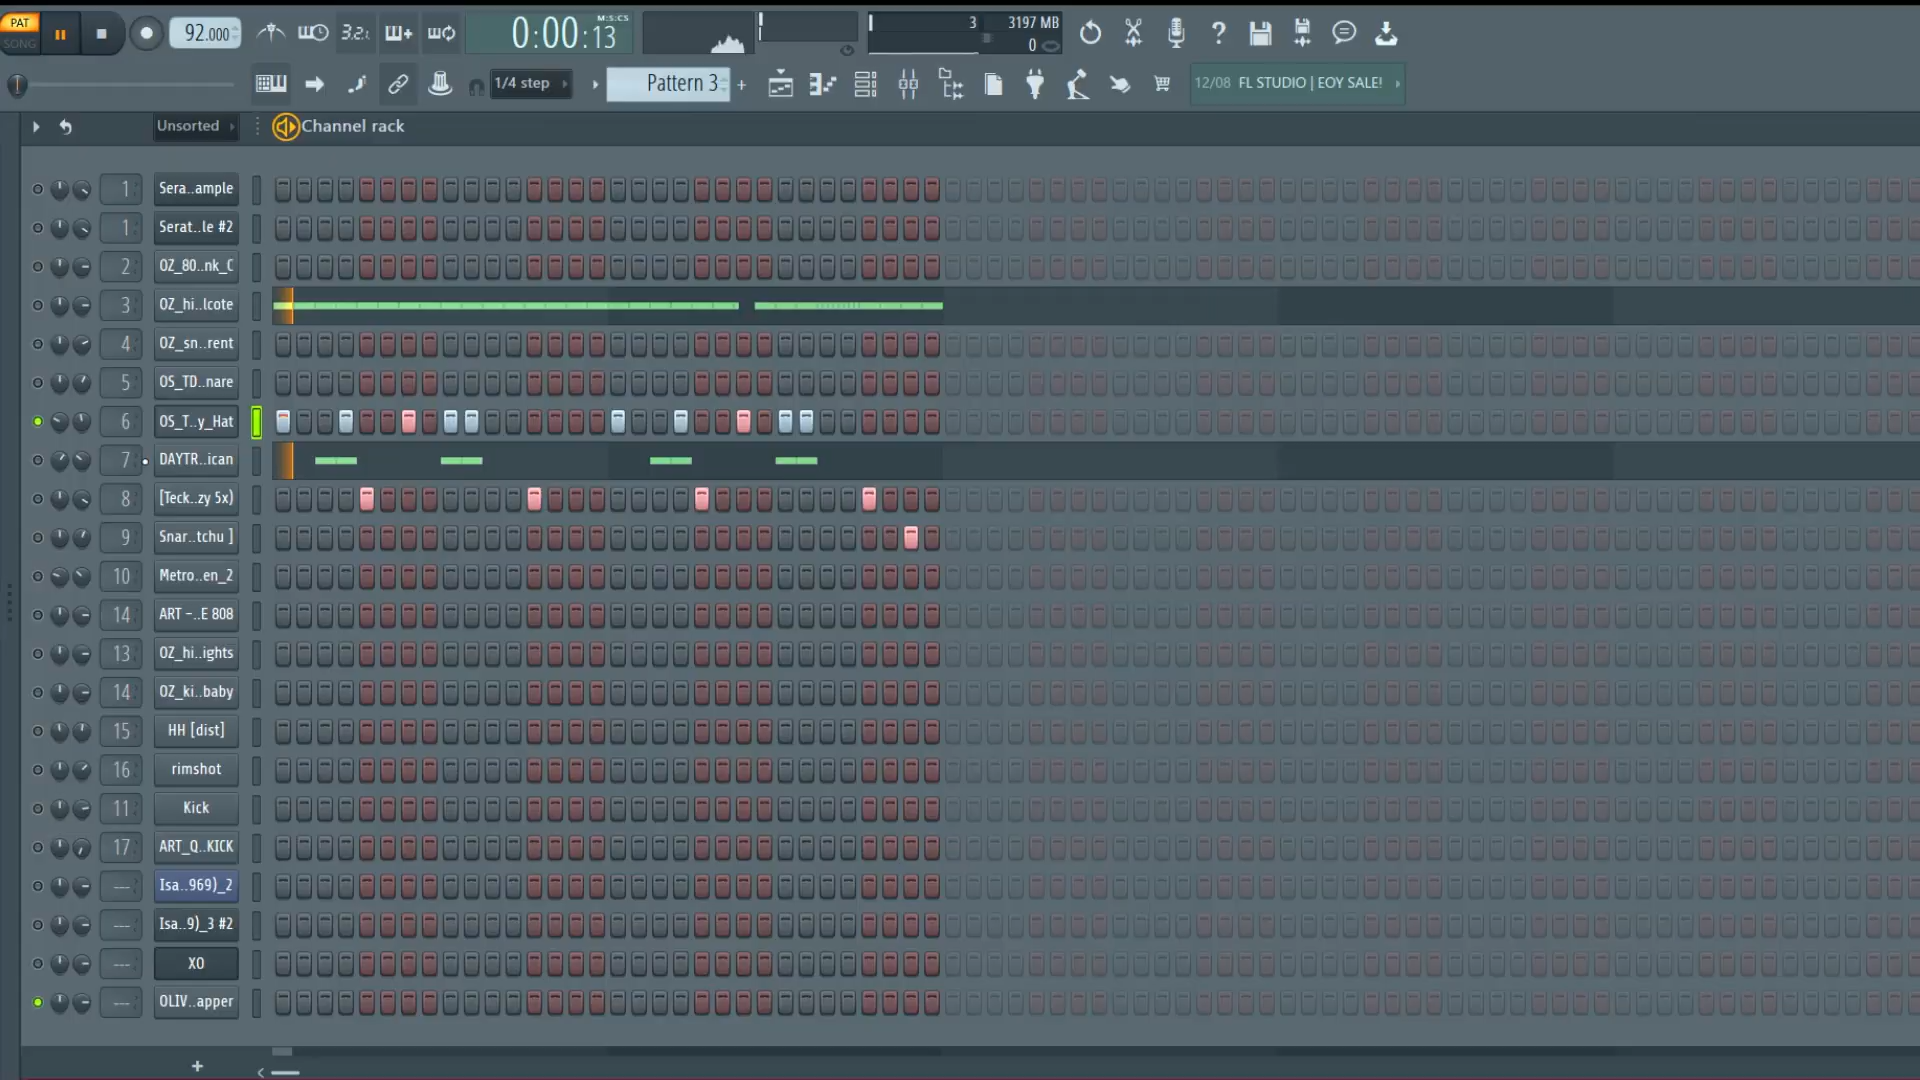 PAT
SONG
92.000
3.2.
M:S:CS
0:00:13
3
3197 MB
0
?
1/4 step
Pattern 3
+
12/08 FL STUDIO | EOY SALE!
Unsorted
Channel rack
1 Sera..ample
1 Serat..le #2
2 OZ_80..nk_C
3 OZ_hi..lcote
4 OZ_sn..rent
5 OS_TD..nare
6 OS_T..y_Hat
7 DAYTR..ican
8 [Teck..zy 5x)
9 Snar..tchu ]
10 Metro..en_2
14 ART -..E 808
13 OZ_hi..ights
14 OZ_ki..baby
15 HH [dist]
16 rimshot
11 Kick
17 ART_Q..KICK
--- Isa..969)_2
--- Isa..9)_3 #2
--- XO
--- OLIV..apper
+